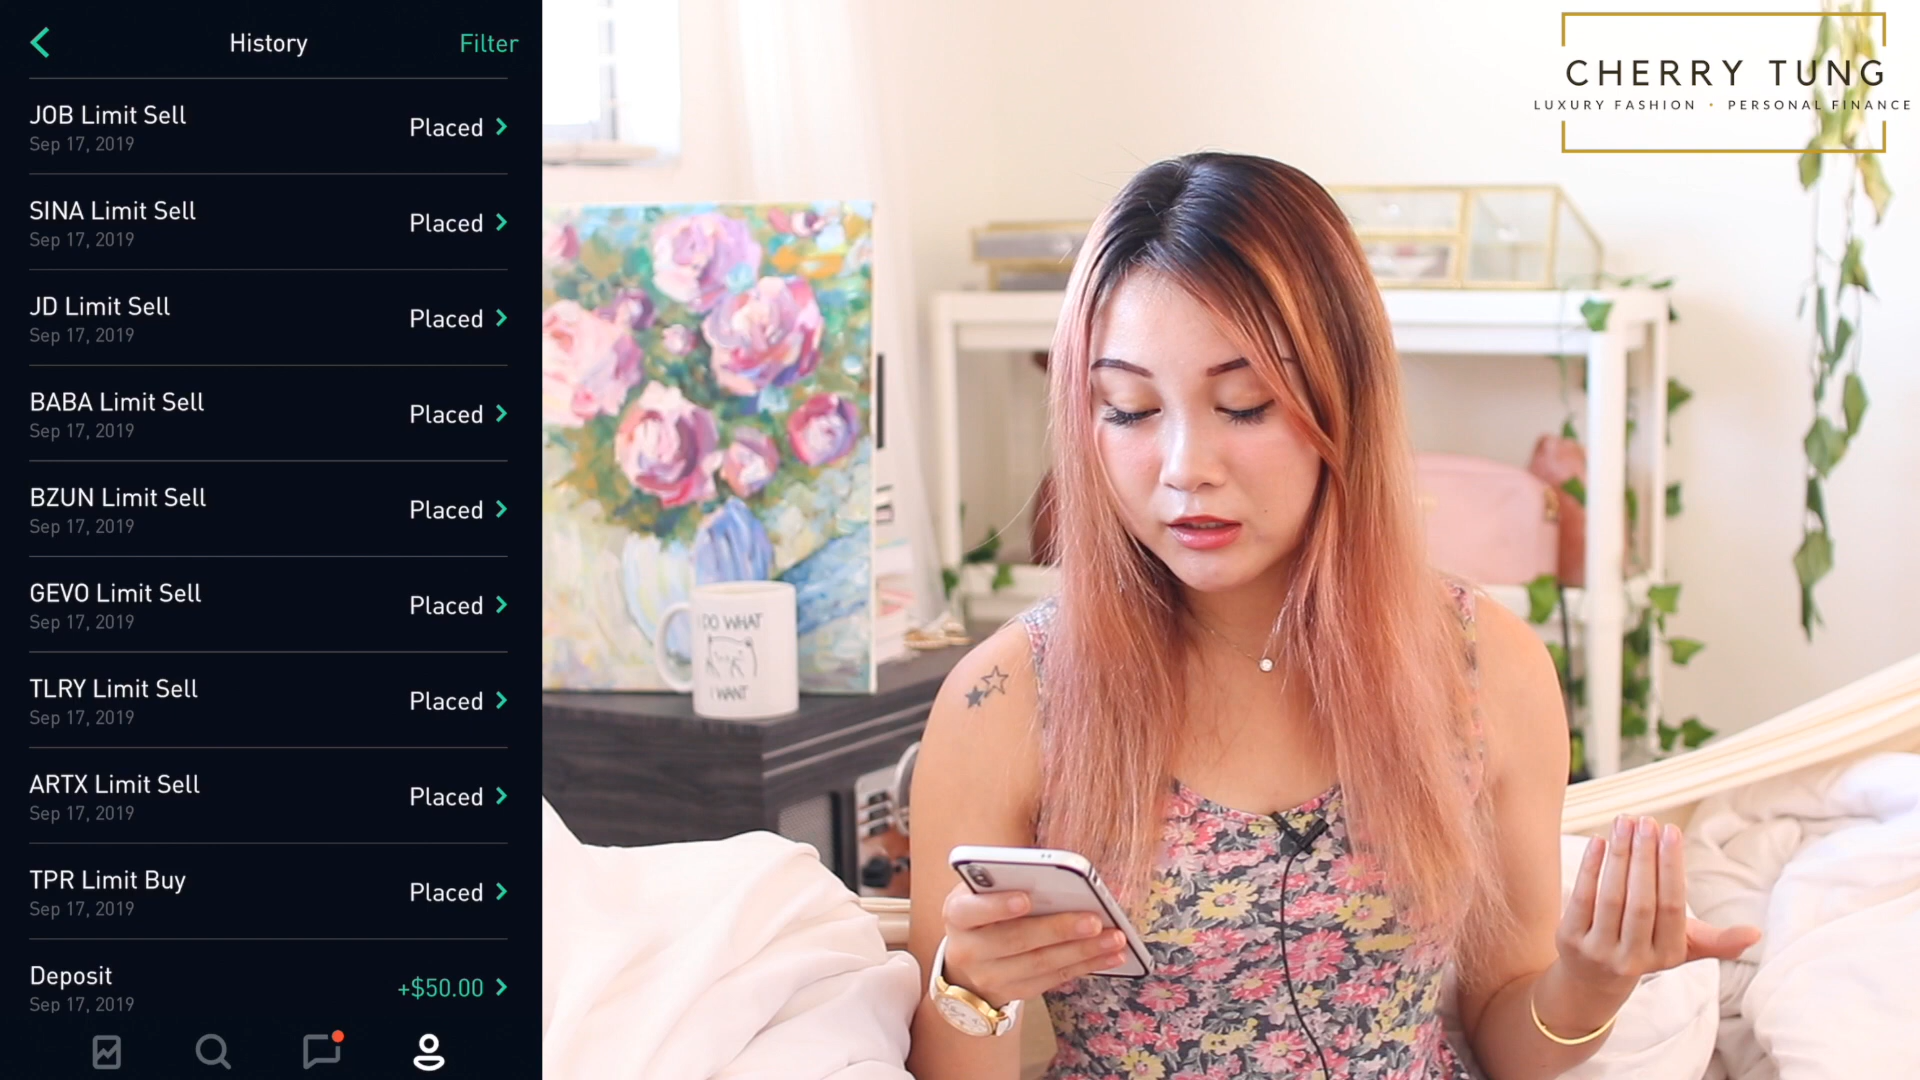 History
Filter
JOB Limit Sell
Sep 17, 2019
Placed
SINA Limit Sell
Sep 17, 2019
Placed
JD Limit Sell
Sep 17, 2019
Placed
BABA Limit Sell
Sep 17, 2019
Placed
BZUN Limit Sell
Sep 17, 2019
Placed
GEVO Limit Sell
Sep 17, 2019
Placed
TLRY Limit Sell
Sep 17, 2019
Placed
ARTX Limit Sell
Sep 17, 2019
Placed
TPR Limit Buy
Sep 17, 2019
Placed
Deposit
Sep 17, 2019
+$50.00
CHERRY TUNG
LUXURY FASHION • PERSONAL FINANCE
I DO WHAT
I WANT